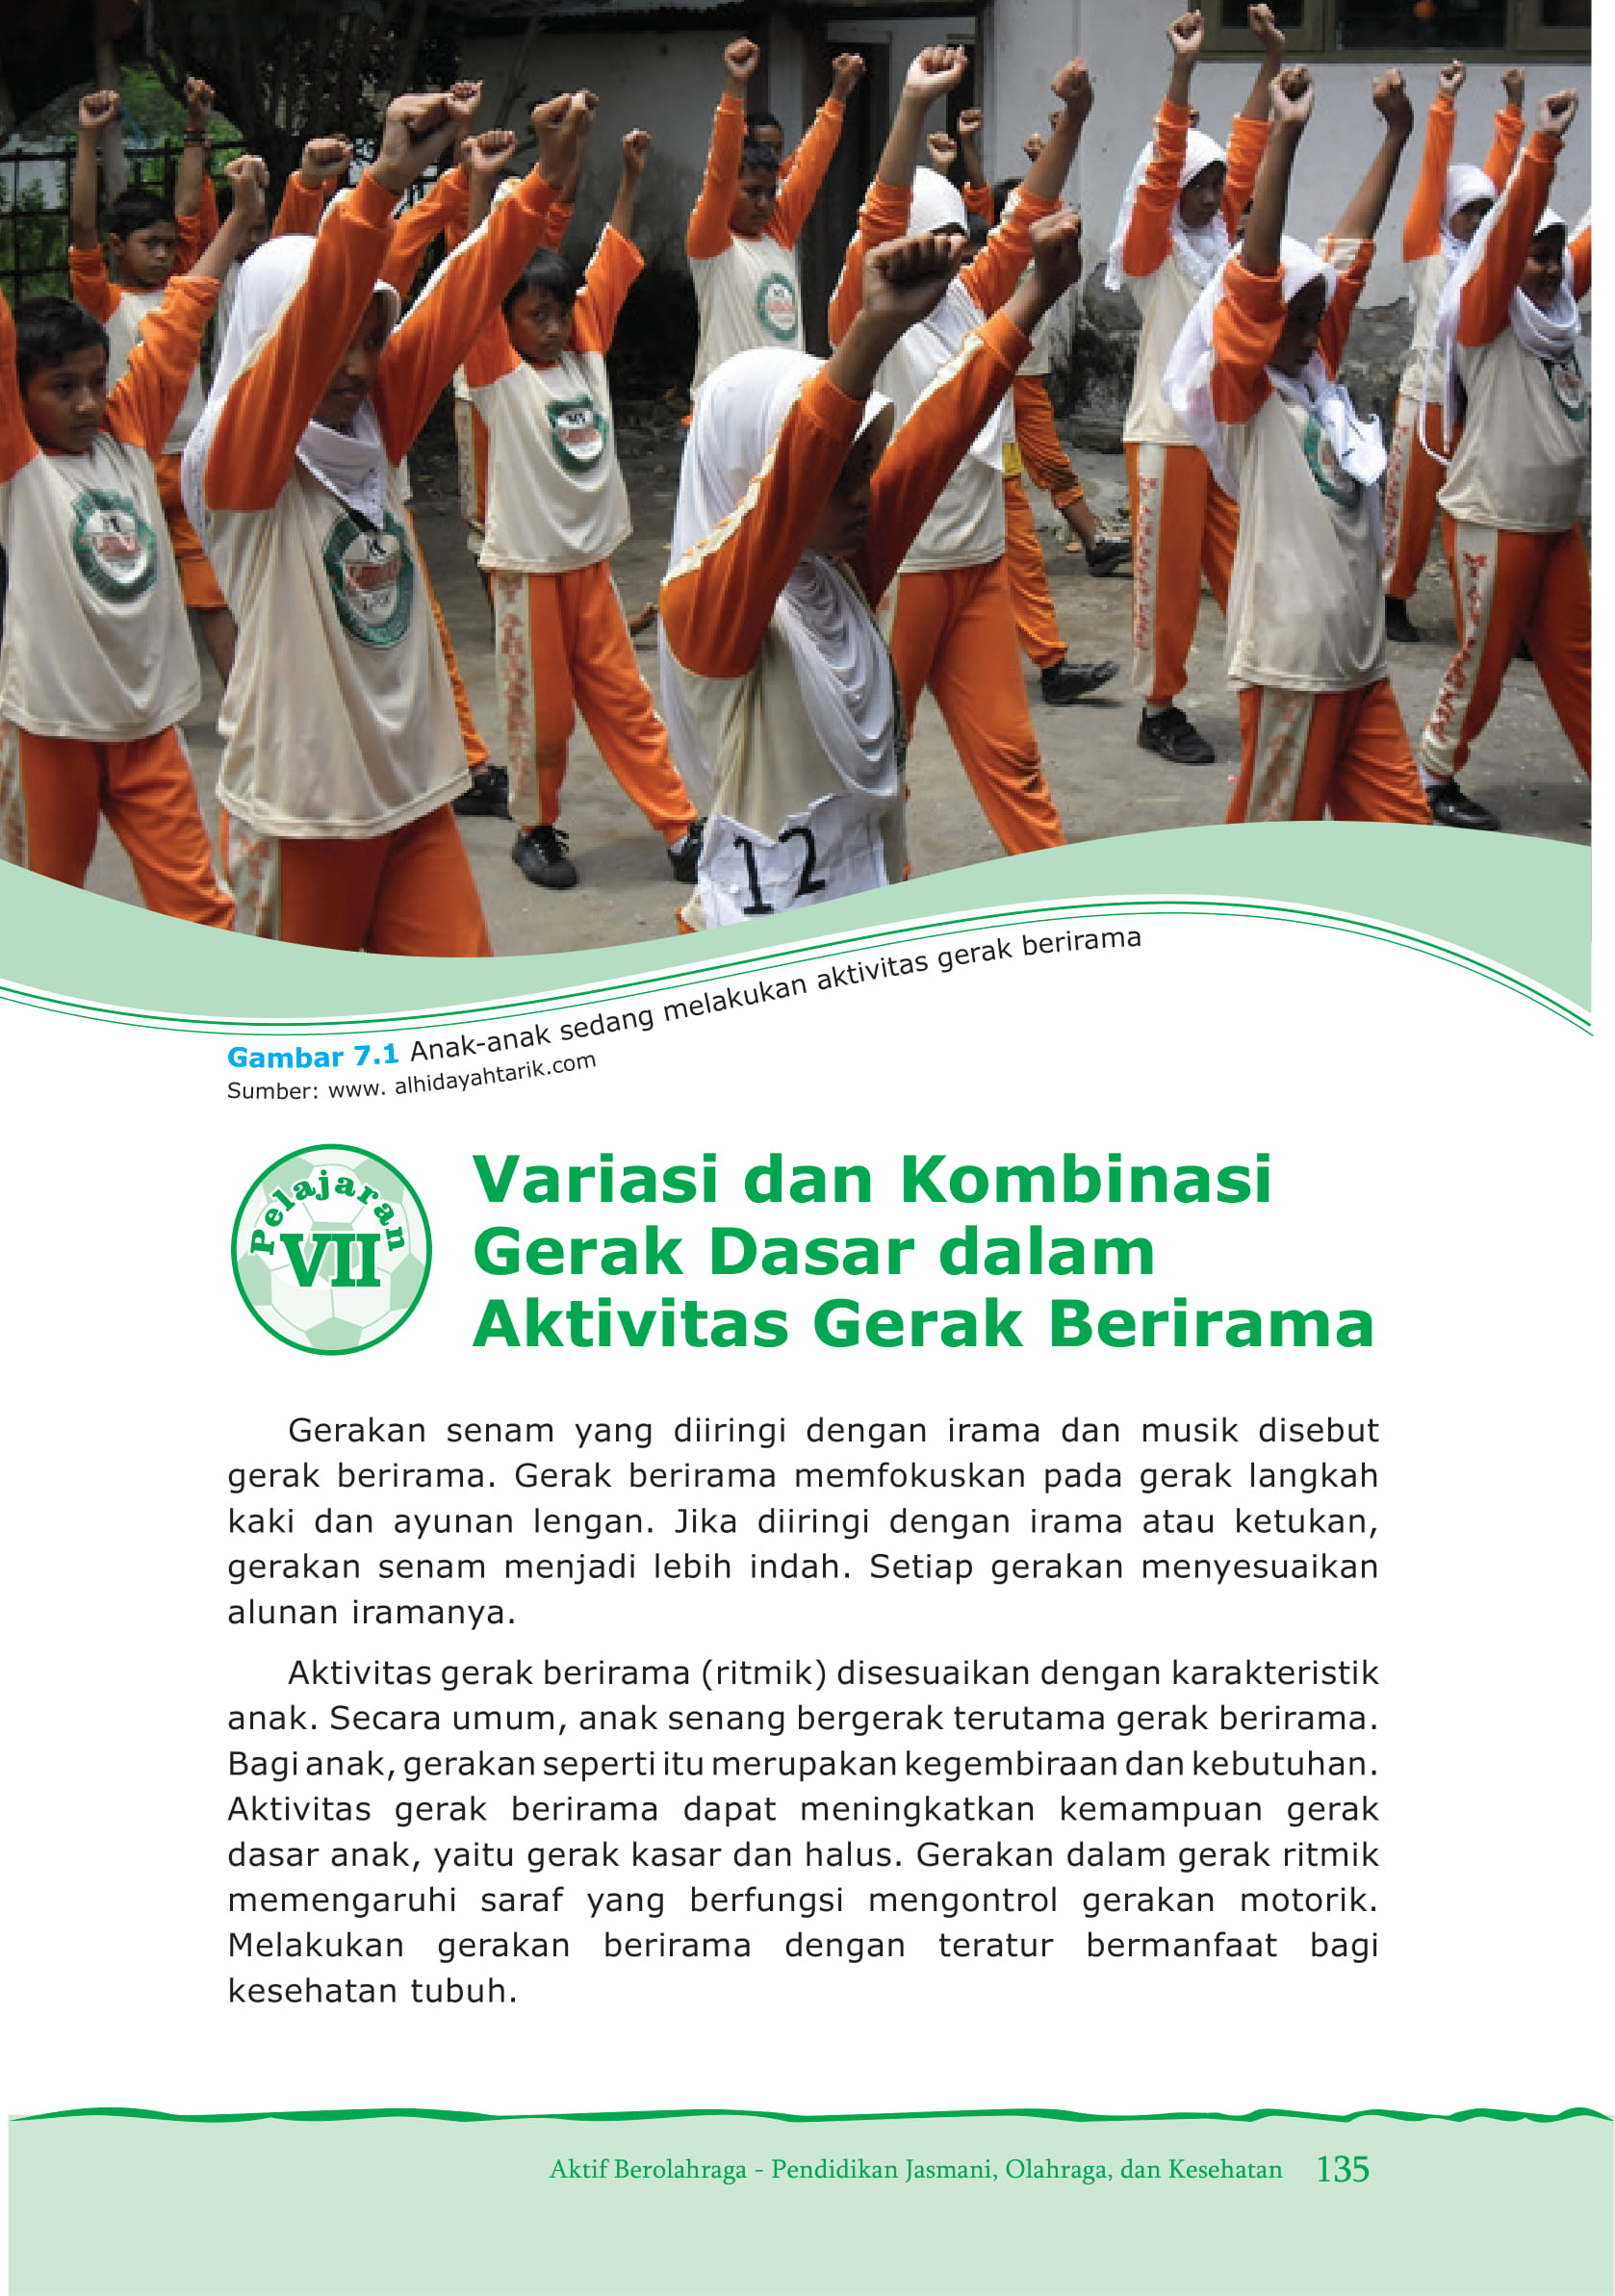 12
Gambar 7.1 Anak-anak sedang melakukan aktivitas gerak berirama
Sumber: www. alhidayahtarik.com
Pelajaran
VII
Variasi dan Kombinasi
Gerak Dasar dalam
Aktivitas Gerak Berirama
Gerakan senam yang diiringi dengan irama dan musik disebut
gerak berirama. Gerak berirama memfokuskan pada gerak langkah
kaki dan ayunan lengan. Jika diiringi dengan irama atau ketukan,
gerakan senam menjadi lebih indah. Setiap gerakan menyesuaikan
alunan iramanya.
Aktivitas gerak berirama (ritmik) disesuaikan dengan karakteristik
anak. Secara umum, anak senang bergerak terutama gerak berirama.
Bagi anak, gerakan seperti itu merupakan kegembiraan dan kebutuhan.
Aktivitas gerak berirama dapat meningkatkan kemampuan gerak
dasar anak, yaitu gerak kasar dan halus. Gerakan dalam gerak ritmik
memengaruhi saraf yang berfungsi mengontrol gerakan motorik.
Melakukan gerakan berirama dengan teratur bermanfaat bagi
kesehatan tubuh.
Aktif Berolahraga - Pendidikan Jasmani, Olahraga, dan Kesehatan 135